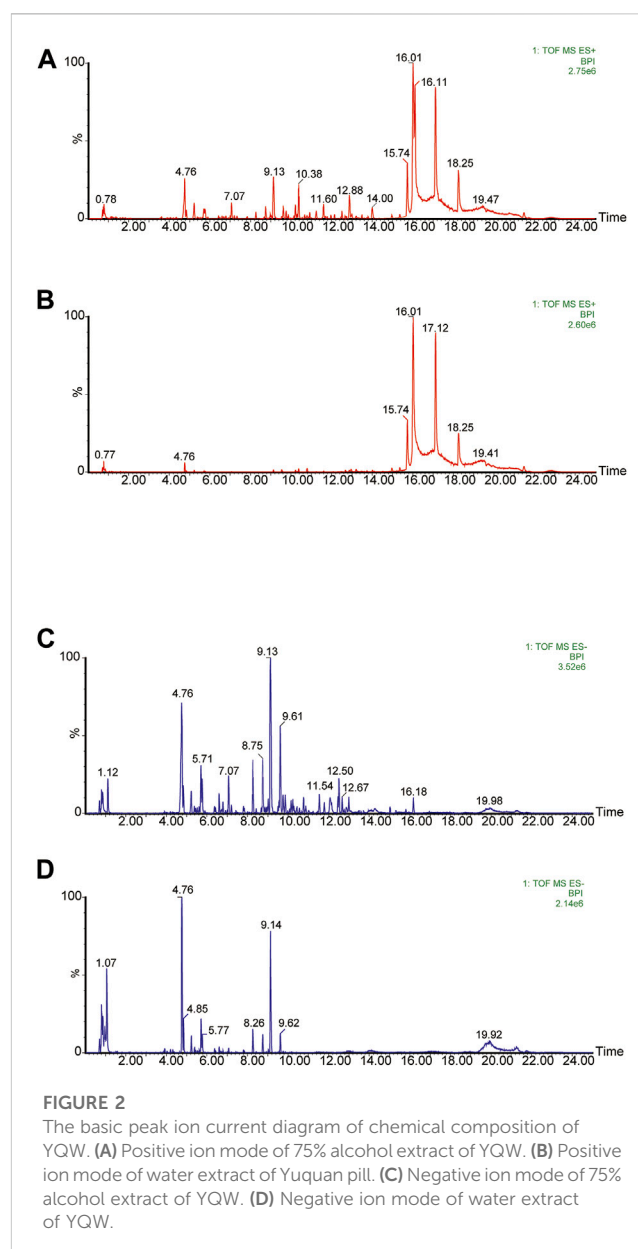 A
1: TOF MS ES+
BPI
2.75e6
100
%
0
16.01
16.11
15.74
18.25
4.76
9.13
10.38
12.88
0.78
7.07
11.60
14.00
19.47
Time
2.00 4.00 6.00 8.00 10.00 12.00 14.00 16.00 18.00 20.00 22.00 24.00
B
1: TOF MS ES+
BPI
2.60e6
100
%
0
16.01
17.12
15.74
18.25
0.77
4.76
19.41
Time
2.00 4.00 6.00 8.00 10.00 12.00 14.00 16.00 18.00 20.00 22.00 24.00
C
1: TOF MS ES-
BPI
3.52e6
100
%
0
9.13
4.76
9.61
5.71
8.75
1.12
7.07
12.50
11.54
12.67
16.18
19.98
Time
2.00 4.00 6.00 8.00 10.00 12.00 14.00 16.00 18.00 20.00 22.00 24.00
D
1: TOF MS ES-
BPI
2.14e6
100
%
0
4.76
9.14
1.07
4.85
5.77
8.26
9.62
19.92
Time
2.00 4.00 6.00 8.00 10.00 12.00 14.00 16.00 18.00 20.00 22.00 24.00
FIGURE 2
The basic peak ion current diagram of chemical composition of
YQW. (A) Positive ion mode of 75% alcohol extract of YQW. (B) Positive
ion mode of water extract of Yuquan pill. (C) Negative ion mode of 75%
alcohol extract of YQW. (D) Negative ion mode of water extract
of YQW.